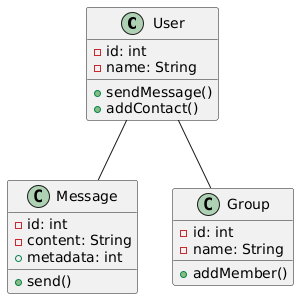 C User
id: int
name: String
sendMessage()
addContact()
C Message
id: int
content: String
metadata: int
send()
C Group
id: int
name: String
addMember()